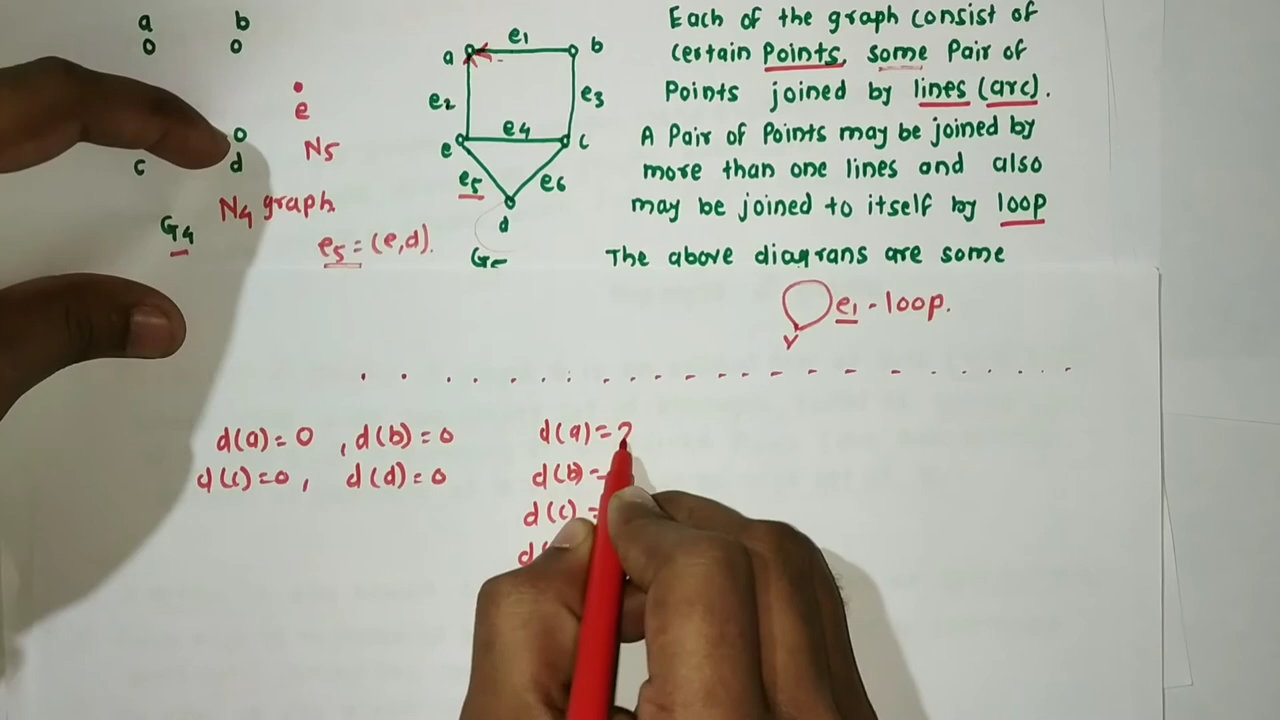 a b
e
c d
N5
N4 graph.
G4
e5 = (e,d).
a e1 b
e2 e3
e e4 c
e5 e6
d
Each of the graph consist of
certain Points, some Pair of
Points joined by lines (arc).
A Pair of Points may be joined by
more than one lines and also
may be joined to itself by loop
The above diagrans are some
e1 - loop.
d(a)=0 , d(b)=0
d(c)=0, d(d)=0
d(a)=2
d(b)=
d(c)=